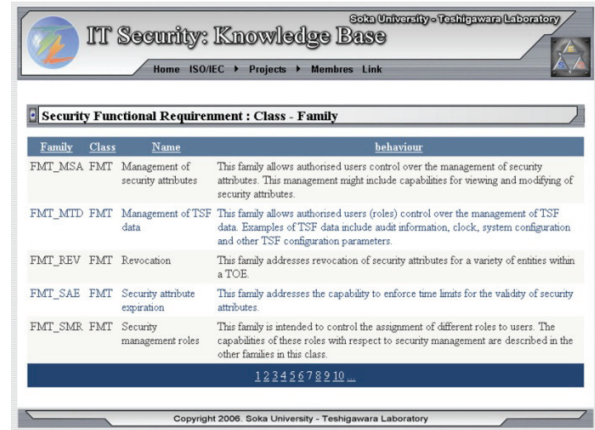 Soka University - Teshigawara Laboratory
IT Security: Knowledge Base
Home ISO/IEC Projects Membres Link
Security Functional Requirenment : Class - Family
Family Class Name behaviour
FMT_MSA FMT Management of security attributes This family allows authorised users control over the management of security
attributes. This management might include capabilities for viewing and modifying of
security attributes.
FMT_MTD FMT Management of TSF data This family allows authorised users (roles) control over the management of TSF
data. Examples of TSF data include audit information, clock, system configuration
and other TSF configuration parameters.
FMT_REV FMT Revocation This family addresses revocation of security attributes for a variety of entities within
a TOE.
FMT_SAE FMT Security attribute expiration This family addresses the capability to enforce time limits for the validity of security
attributes.
FMT_SMR FMT Security management roles This family is intended to control the assignment of different roles to users. The
capabilities of these roles with respect to security management are described in the
other families in this class.
1 2 3 4 5 6 7 8 9 10 ...
Copyright 2006. Soka University - Teshigawara Laboratory